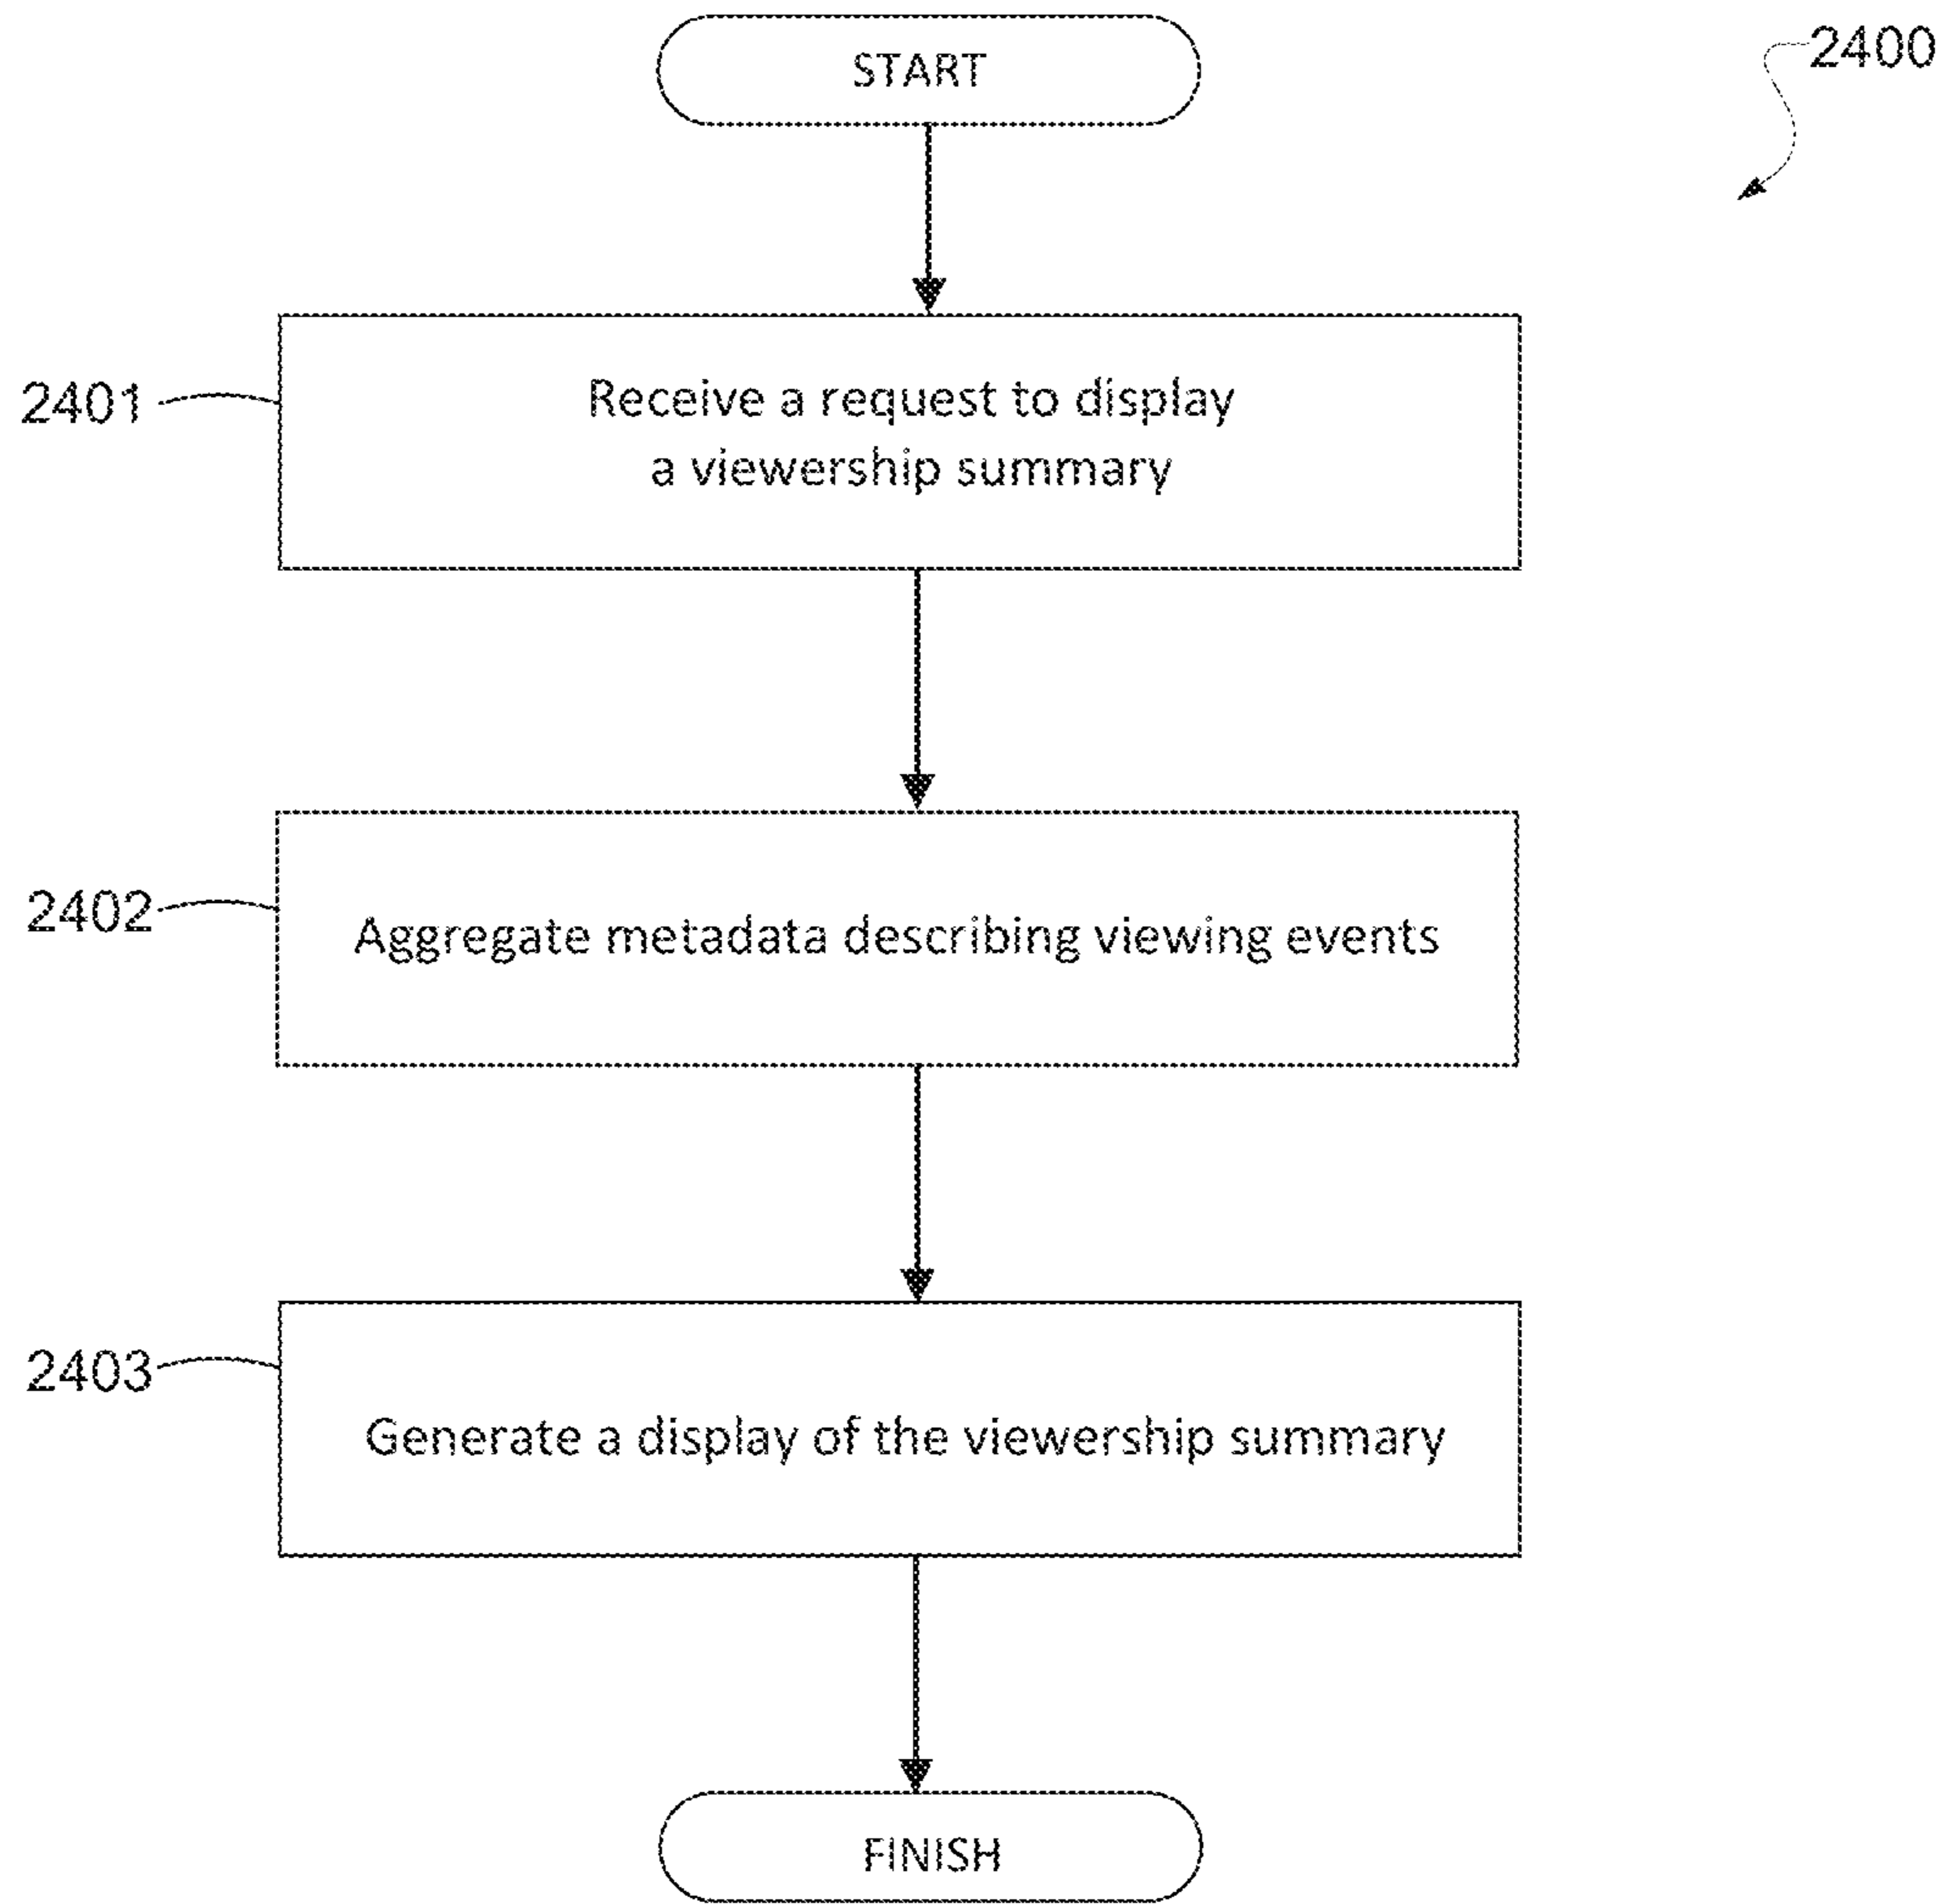 START
2400
2401
Receive a request to display
a viewership summary
2402
Aggregate metadata describing viewing events
2403
Generate a display of the viewership summary
FINISH